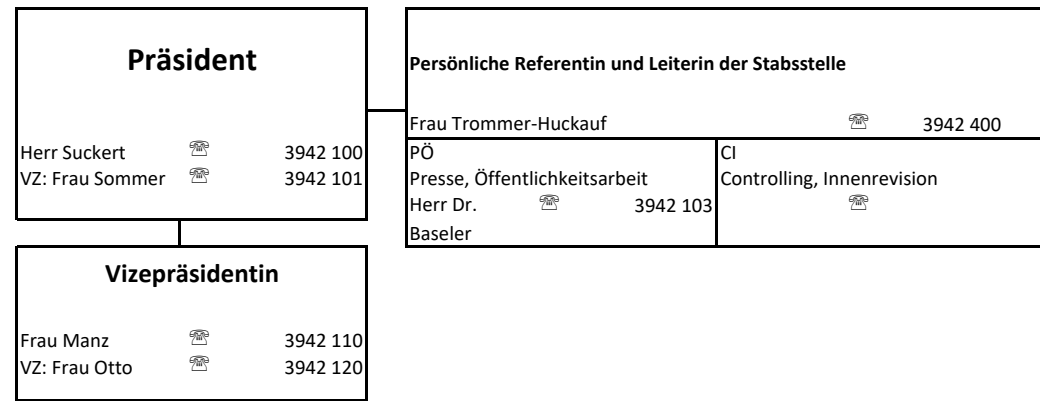 Präsident
Herr Suckert ☏ 3942 100
VZ: Frau Sommer ☏ 3942 101
Persönliche Referentin und Leiterin der Stabsstelle
Frau Trommer-Huckauf ☏ 3942 400
PÖ
Presse, Öffentlichkeitsarbeit
Herr Dr. ☏ 3942 103
Baseler
CI
Controlling, Innenrevision
☏
Vizepräsidentin
Frau Manz ☏ 3942 110
VZ: Frau Otto ☏ 3942 120